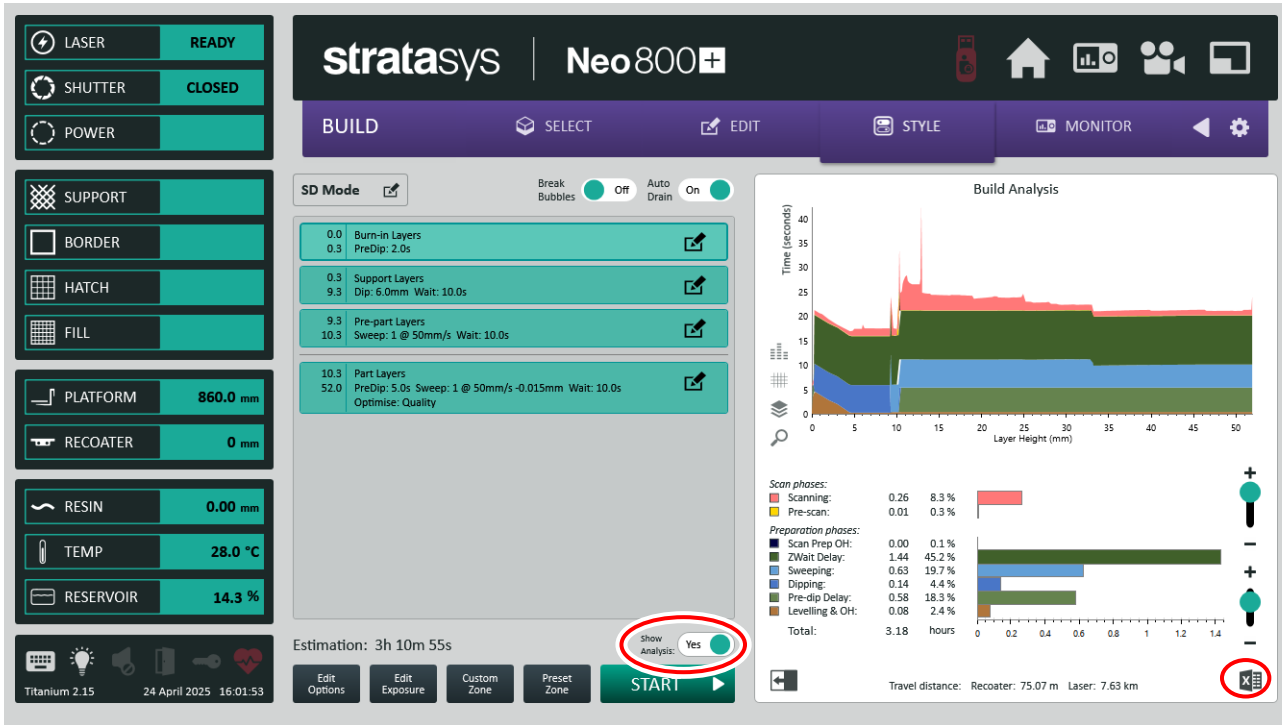 LASER READY
SHUTTER CLOSED
POWER
SUPPORT
BORDER
HATCH
FILL
PLATFORM 860.0 mm
RECOATER 0 mm
RESIN 0.00 mm
TEMP 28.0 °C
RESERVOIR 14.3 %
Titanium 2.15 24 April 2025 16:01:53
stratasys Neo800+
BUILD SELECT EDIT STYLE MONITOR
SD Mode
Break Bubbles Off
Auto Drain On
0.0 Burn-in Layers
0.3 PreDip: 2.0s
0.3 Support Layers
9.3 Dip: 6.0mm Wait: 10.0s
9.3 Pre-part Layers
10.3 Sweep: 1 @ 50mm/s Wait: 10.0s
10.3 Part Layers
52.0 PreDip: 5.0s Sweep: 1 @ 50mm/s -0.015mm Wait: 10.0s
Optimise: Quality
Estimation: 3h 10m 55s
Show Analysis: Yes
Edit Options
Edit Exposure
Custom Zone
Preset Zone
START
Build Analysis
Time (seconds)
40
35
30
25
20
15
10
5
0
0 5 10 15 20 25 30 35 40 45 50
Layer Height (mm)
Scan phases:
Scanning: 0.26 8.3 %
Pre-scan: 0.01 0.3 %
Preparation phases:
Scan Prep OH: 0.00 0.1 %
ZWait Delay: 1.44 45.2 %
Sweeping: 0.63 19.7 %
Dipping: 0.14 4.4 %
Pre-dip Delay: 0.58 18.3 %
Levelling & OH: 0.08 2.4 %
Total: 3.18 hours
0 0.2 0.4 0.6 0.8 1 1.2 1.4
+
−
+
−
Travel distance: Recoater: 75.07 m Laser: 7.63 km
X